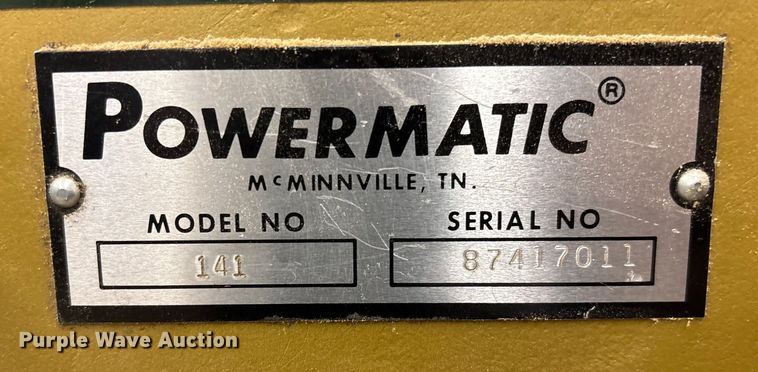 POWERMATIC®
McMINNVILLE, TN.
MODEL NO SERIAL NO
141 87417011
Purple Wave Auction